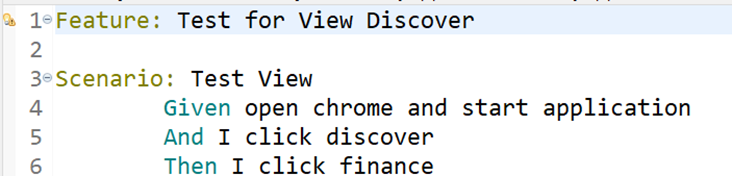 1 Feature: Test for View Discover
2
3 Scenario: Test View
4 Given open chrome and start application
5 And I click discover
6 Then I click finance